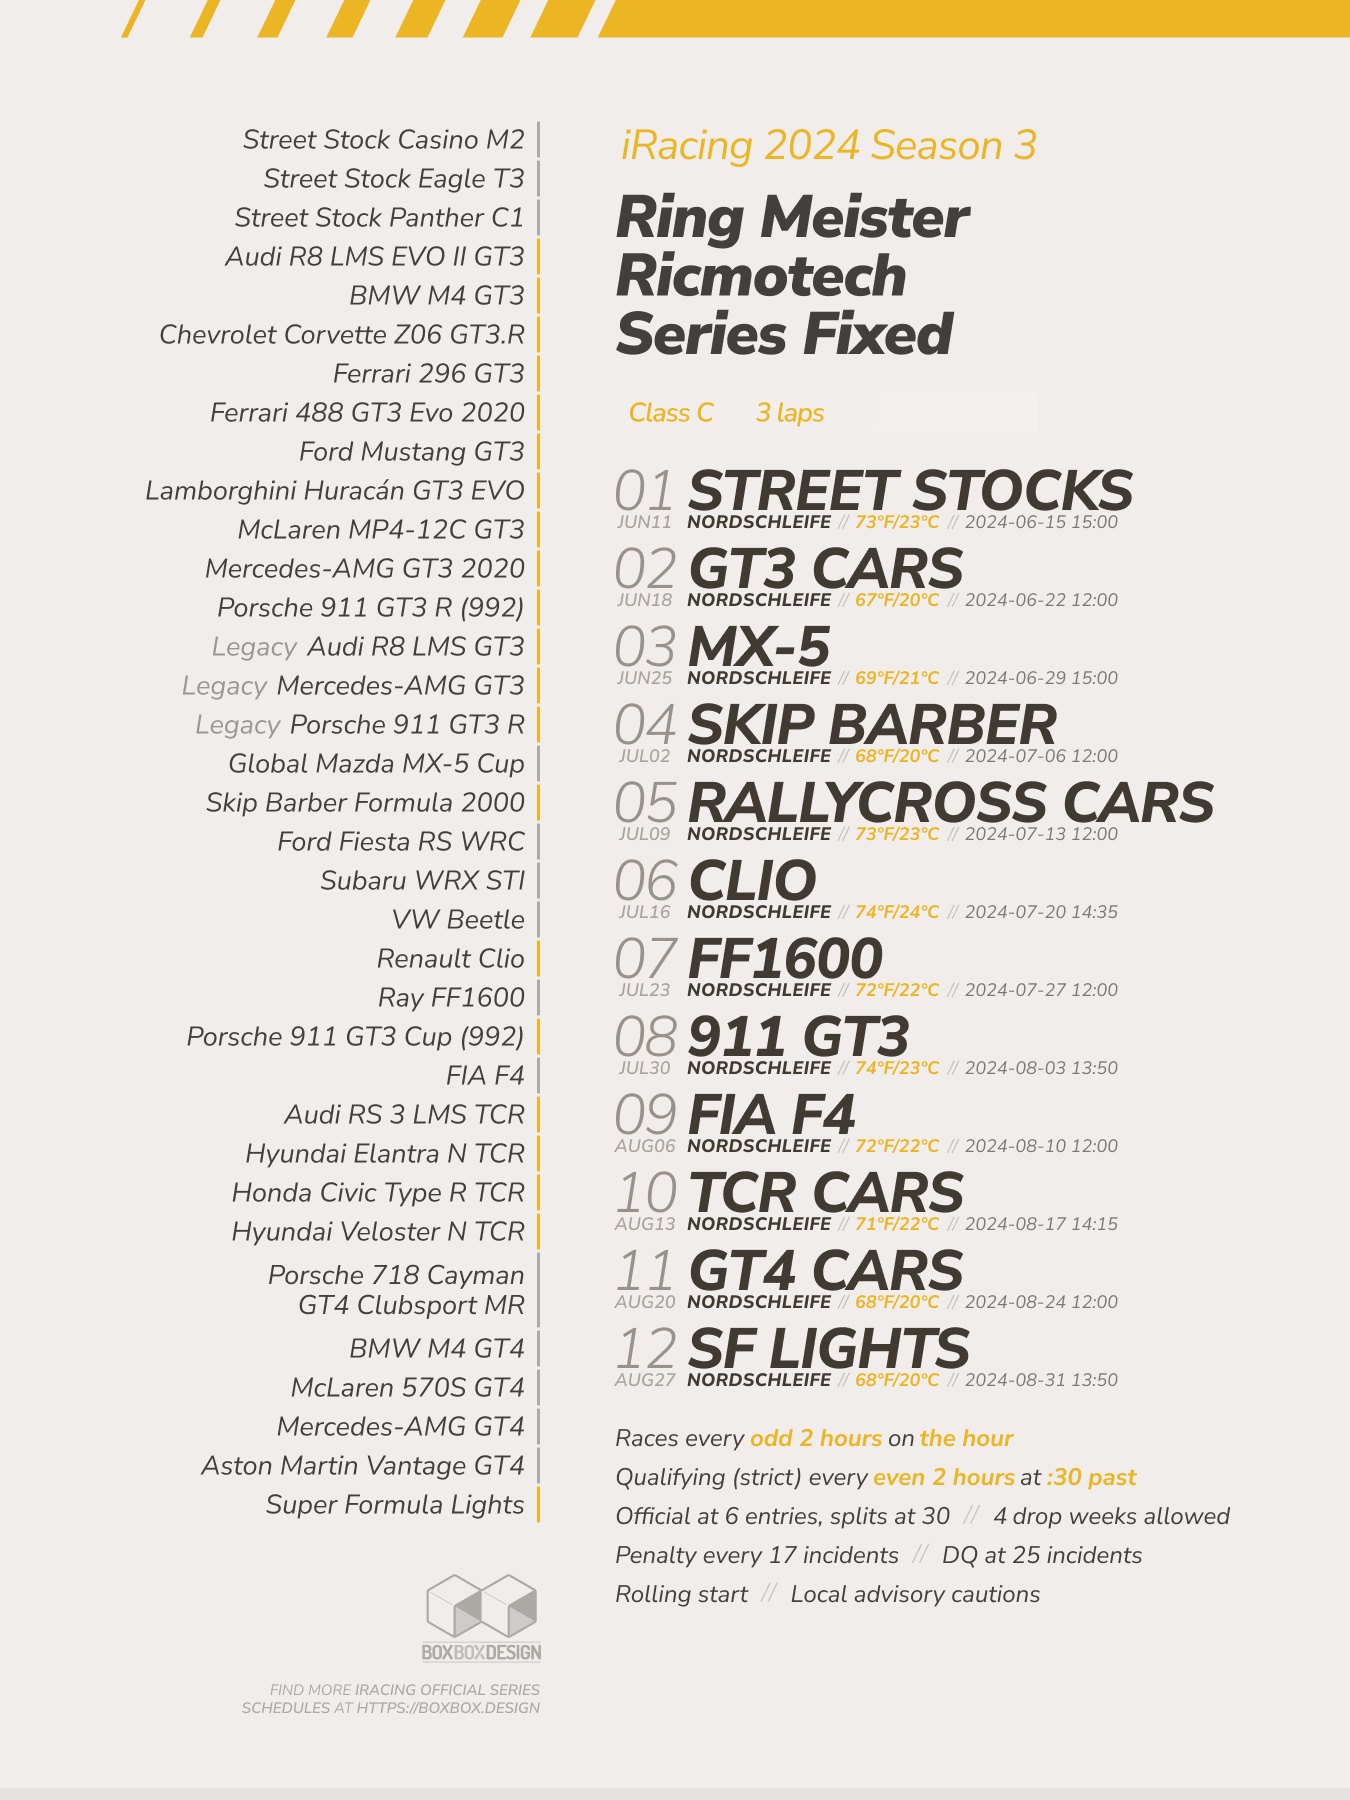 Street Stock Casino M2
Street Stock Eagle T3
Street Stock Panther C1
Audi R8 LMS EVO II GT3
BMW M4 GT3
Chevrolet Corvette Z06 GT3.R
Ferrari 296 GT3
Ferrari 488 GT3 Evo 2020
Ford Mustang GT3
Lamborghini Huracán GT3 EVO
McLaren MP4-12C GT3
Mercedes-AMG GT3 2020
Porsche 911 GT3 R (992)
Legacy Audi R8 LMS GT3
Legacy Mercedes-AMG GT3
Legacy Porsche 911 GT3 R
Global Mazda MX-5 Cup
Skip Barber Formula 2000
Ford Fiesta RS WRC
Subaru WRX STI
VW Beetle
Renault Clio
Ray FF1600
Porsche 911 GT3 Cup (992)
FIA F4
Audi RS 3 LMS TCR
Hyundai Elantra N TCR
Honda Civic Type R TCR
Hyundai Veloster N TCR
Porsche 718 Cayman
GT4 Clubsport MR
BMW M4 GT4
McLaren 570S GT4
Mercedes-AMG GT4
Aston Martin Vantage GT4
Super Formula Lights
BOXBOXDESIGN
FIND MORE IRACING OFFICIAL SERIES
SCHEDULES AT HTTPS://BOXBOX.DESIGN
iRacing 2024 Season 3
Ring Meister
Ricmotech
Series Fixed
Class C 3 laps
01 STREET STOCKS
JUN11 NORDSCHLEIFE // 73°F/23°C // 2024-06-15 15:00
02 GT3 CARS
JUN18 NORDSCHLEIFE // 67°F/20°C // 2024-06-22 12:00
03 MX-5
JUN25 NORDSCHLEIFE // 69°F/21°C // 2024-06-29 15:00
04 SKIP BARBER
JUL02 NORDSCHLEIFE // 68°F/20°C // 2024-07-06 12:00
05 RALLYCROSS CARS
JUL09 NORDSCHLEIFE // 73°F/23°C // 2024-07-13 12:00
06 CLIO
JUL16 NORDSCHLEIFE // 74°F/24°C // 2024-07-20 14:35
07 FF1600
JUL23 NORDSCHLEIFE // 72°F/22°C // 2024-07-27 12:00
08 911 GT3
JUL30 NORDSCHLEIFE // 74°F/23°C // 2024-08-03 13:50
09 FIA F4
AUG06 NORDSCHLEIFE // 72°F/22°C // 2024-08-10 12:00
10 TCR CARS
AUG13 NORDSCHLEIFE // 71°F/22°C // 2024-08-17 14:15
11 GT4 CARS
AUG20 NORDSCHLEIFE // 68°F/20°C // 2024-08-24 12:00
12 SF LIGHTS
AUG27 NORDSCHLEIFE // 68°F/20°C // 2024-08-31 13:50
Races every odd 2 hours on the hour
Qualifying (strict) every even 2 hours at :30 past
Official at 6 entries, splits at 30 // 4 drop weeks allowed
Penalty every 17 incidents // DQ at 25 incidents
Rolling start // Local advisory cautions